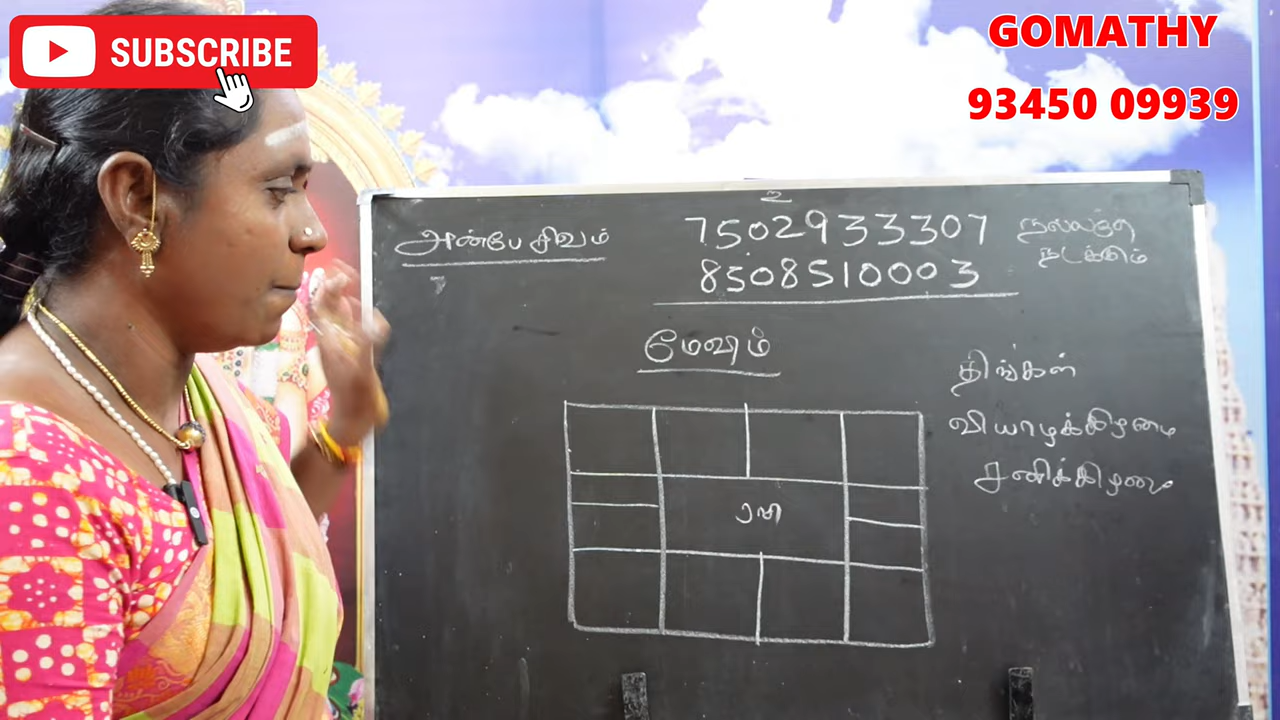 SUBSCRIBE
GOMATHY
93450 09939
அன்பே சிவம்
7502933307 நல்லதே
8508510003 நடக்கும்
மேஷம்
திங்கள்
வியாழக்கிழமை
சனிக்கிழமை